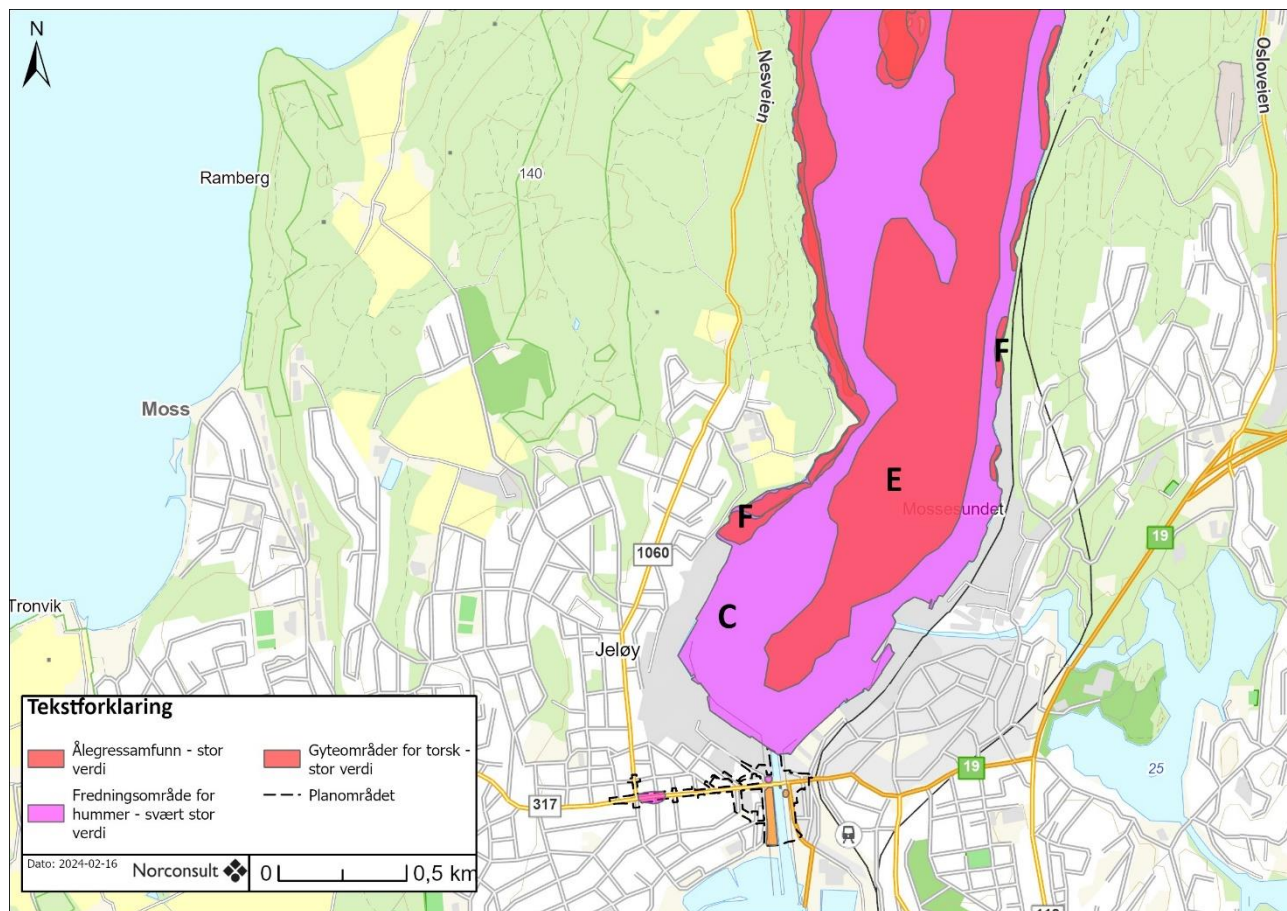 N
Nesveien
Osloveien
Ramberg
140
Moss
F
E
Mossesundet
F
1060
19
C
Tronvik
Jeløy
25
19
317
Tekstforklaring
Ålegressamfunn - stor
verdi
Gyteområder for torsk -
stor verdi
Fredningsområde for
hummer - svært stor
verdi
Planområdet
Dato: 2024-02-16
Norconsult
0
0,5 km